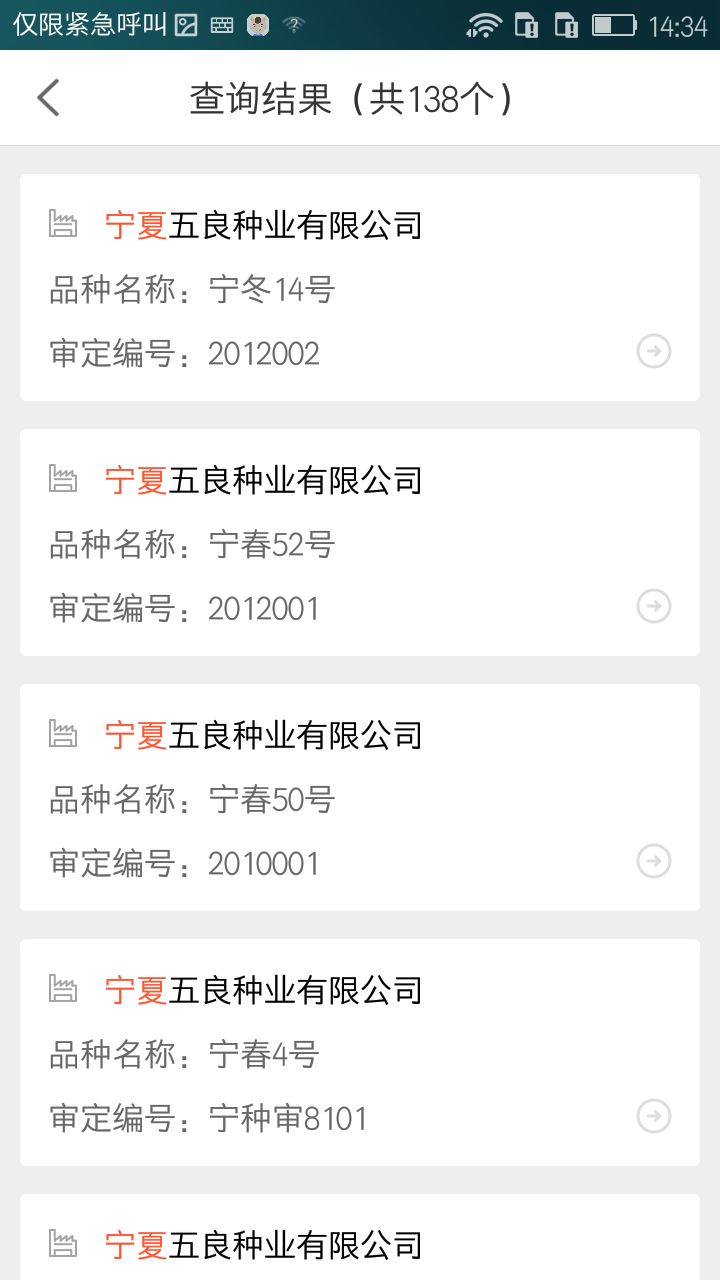 仅限紧急呼叫 14:34
查询结果（共138个）
宁夏五良种业有限公司
品种名称：宁冬14号
审定编号：2012002
宁夏五良种业有限公司
品种名称：宁春52号
审定编号：2012001
宁夏五良种业有限公司
品种名称：宁春50号
审定编号：2010001
宁夏五良种业有限公司
品种名称：宁春4号
审定编号：宁种审8101
宁夏五良种业有限公司